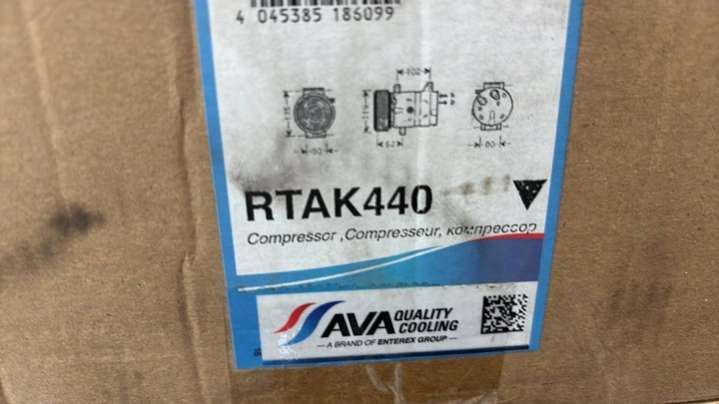 4 045385 186099
RTAK440
Compressor ,Compresseur, компрессор
AVA QUALITY COOLING
— A BRAND OF ENTEREX GROUP —